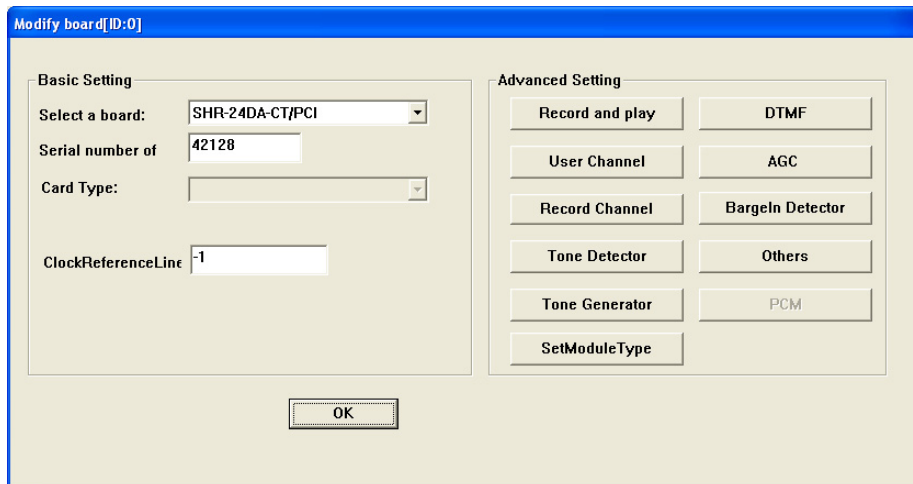 Modify board[ID:0]
Basic Setting
Select a board:
SHR-24DA-CT/PCI
Serial number of
42128
Card Type:
ClockReferenceLine
-1
Advanced Setting
Record and play
DTMF
User Channel
AGC
Record Channel
BargeIn Detector
Tone Detector
Others
Tone Generator
PCM
SetModuleType
OK